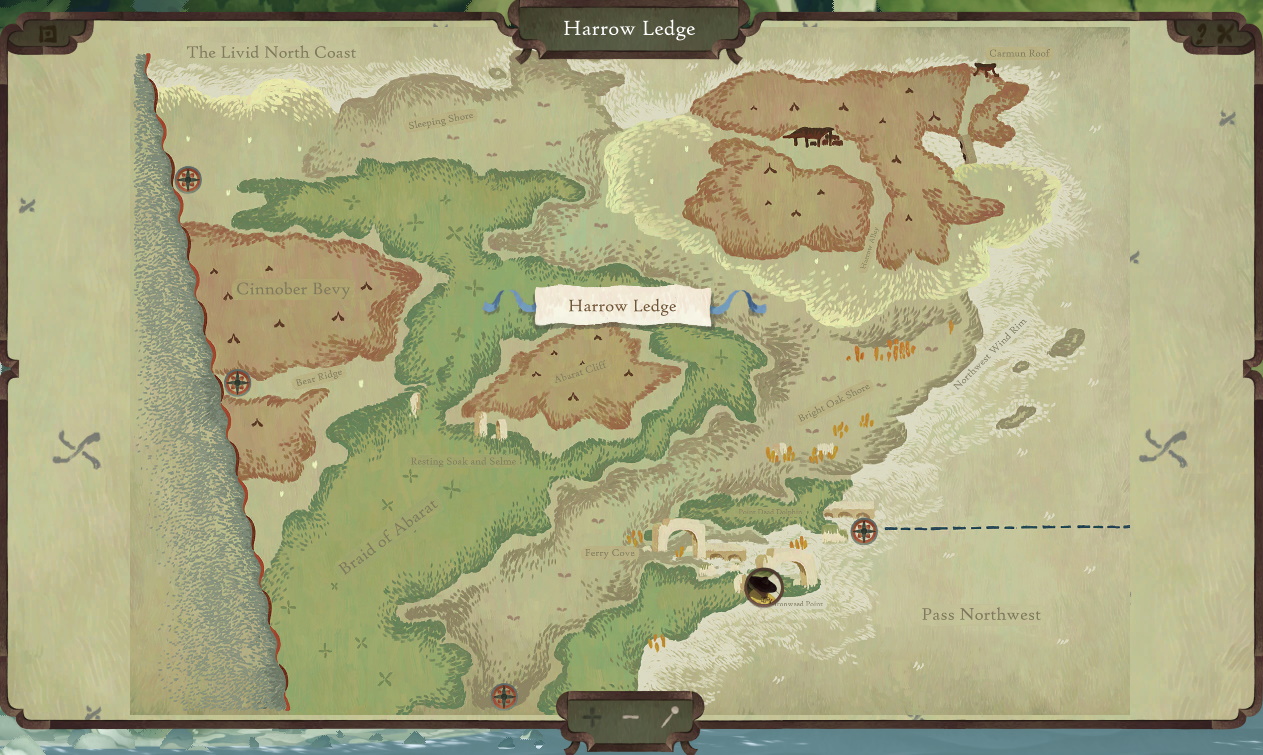 Harrow Ledge
The Livid North Coast
Carmun Roof
Sleeping Shore
Cinnober Bevy
Harrow Ledge
Northwest Wind Rim
Bear Ridge
Abarat Cliff
Bright Oak Shore
Resting Soak and Selme
Braid of Abarat
Ferry Cove
Pass Northwest